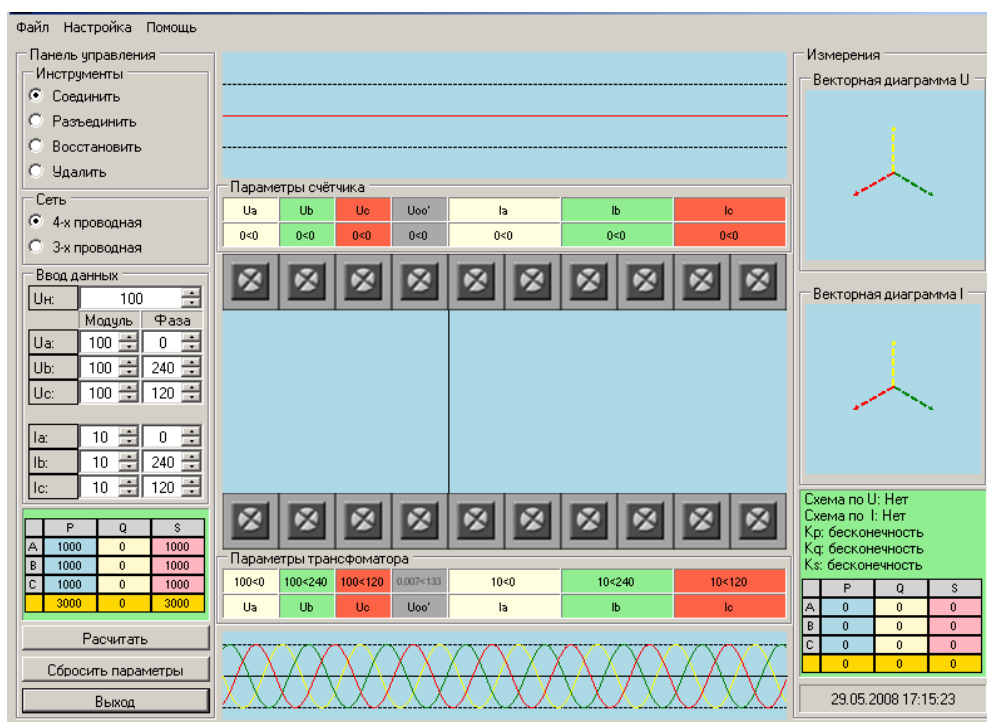 Файл Настройка Помощь
Панель управления
Инструменты
Соединить
Разъединить
Восстановить
Удалить
Сеть
4-х проводная
3-х проводная
Ввод данных
Uн: 100
Модуль Фаза
Ua: 100 0
Ub: 100 240
Uc: 100 120
Ia: 10 0
Ib: 10 240
Ic: 10 120
P Q S
A 1000 0 1000
B 1000 0 1000
C 1000 0 1000
3000 0 3000
Расчитать
Сбросить параметры
Выход
Параметры счётчика
Ua Ub Uc Uoo' Ia Ib Ic
0<0 0<0 0<0 0<0 0<0 0<0 0<0
Параметры трансфоматора
100<0 100<240 100<120 0,007<133 10<0 10<240 10<120
Ua Ub Uc Uoo' Ia Ib Ic
Измерения
Векторная диаграмма U
Векторная диаграмма I
Схема по U: Нет
Схема по I: Нет
Kp: бесконечность
Kq: бесконечность
Ks: бесконечность
P Q S
A 0 0 0
B 0 0 0
C 0 0 0
0 0 0
29.05.2008 17:15:23